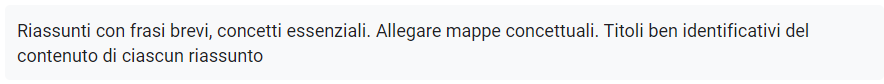 Riassunti con frasi brevi, concetti essenziali. Allegare mappe concettuali. Titoli ben identificativi del
contenuto di ciascun riassunto